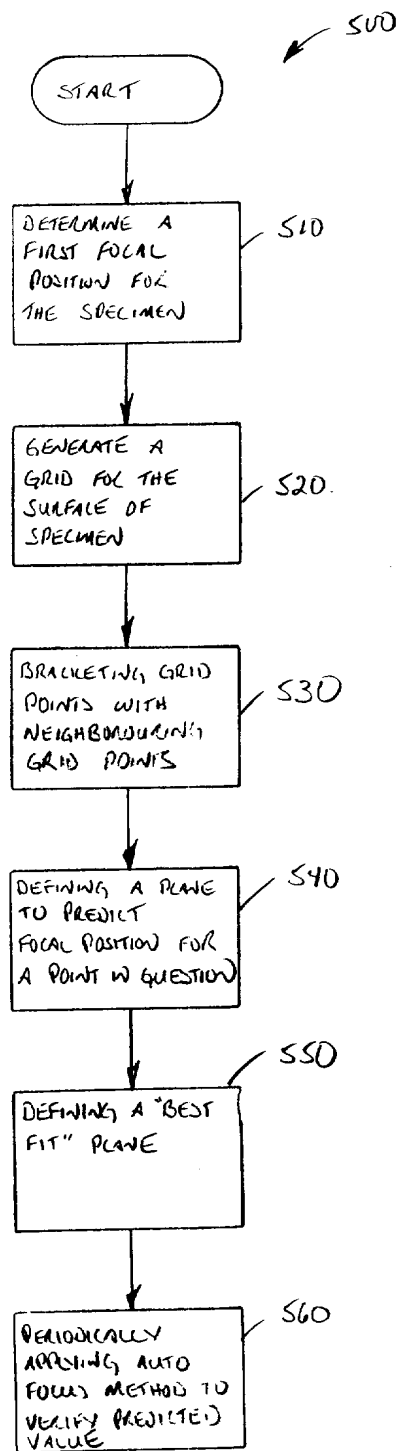 500
START
DETERMINE A
FIRST FOCAL
POSITION FOR
THE SPECIMEN
510
GENERATE A
GRID FOR THE
SURFACE OF
SPECIMEN
520.
BRACKETING GRID
POINTS WITH
NEIGHBOURING
GRID POINTS
530
DEFINING A PLANE
TO PREDICT
FOCAL POSITION FOR
A POINT IN QUESTION
540
DEFINING A "BEST
FIT" PLANE
550
PERIODICALLY
APPLYING AUTO
FOCUS METHOD TO
VERIFY PREDICTED
VALUE
560